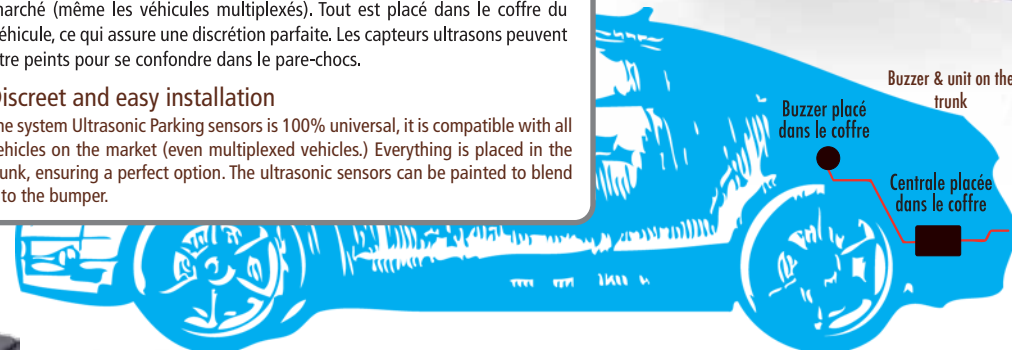 marché (même les véhicules multiplexés). Tout est placé dans le coffre du
éhicule, ce qui assure une discrétion parfaite. Les capteurs ultrasons peuvent
tre peints pour se confondre dans le pare-chocs.
Discreet and easy installation
he system Ultrasonic Parking sensors is 100% universal, it is compatible with all
ehicles on the market (even multiplexed vehicles.) Everything is placed in the
unk, ensuring a perfect option. The ultrasonic sensors can be painted to blend
to the bumper.
Buzzer & unit on the
trunk
Buzzer placé
dans le coffre
Centrale placée
dans le coffre